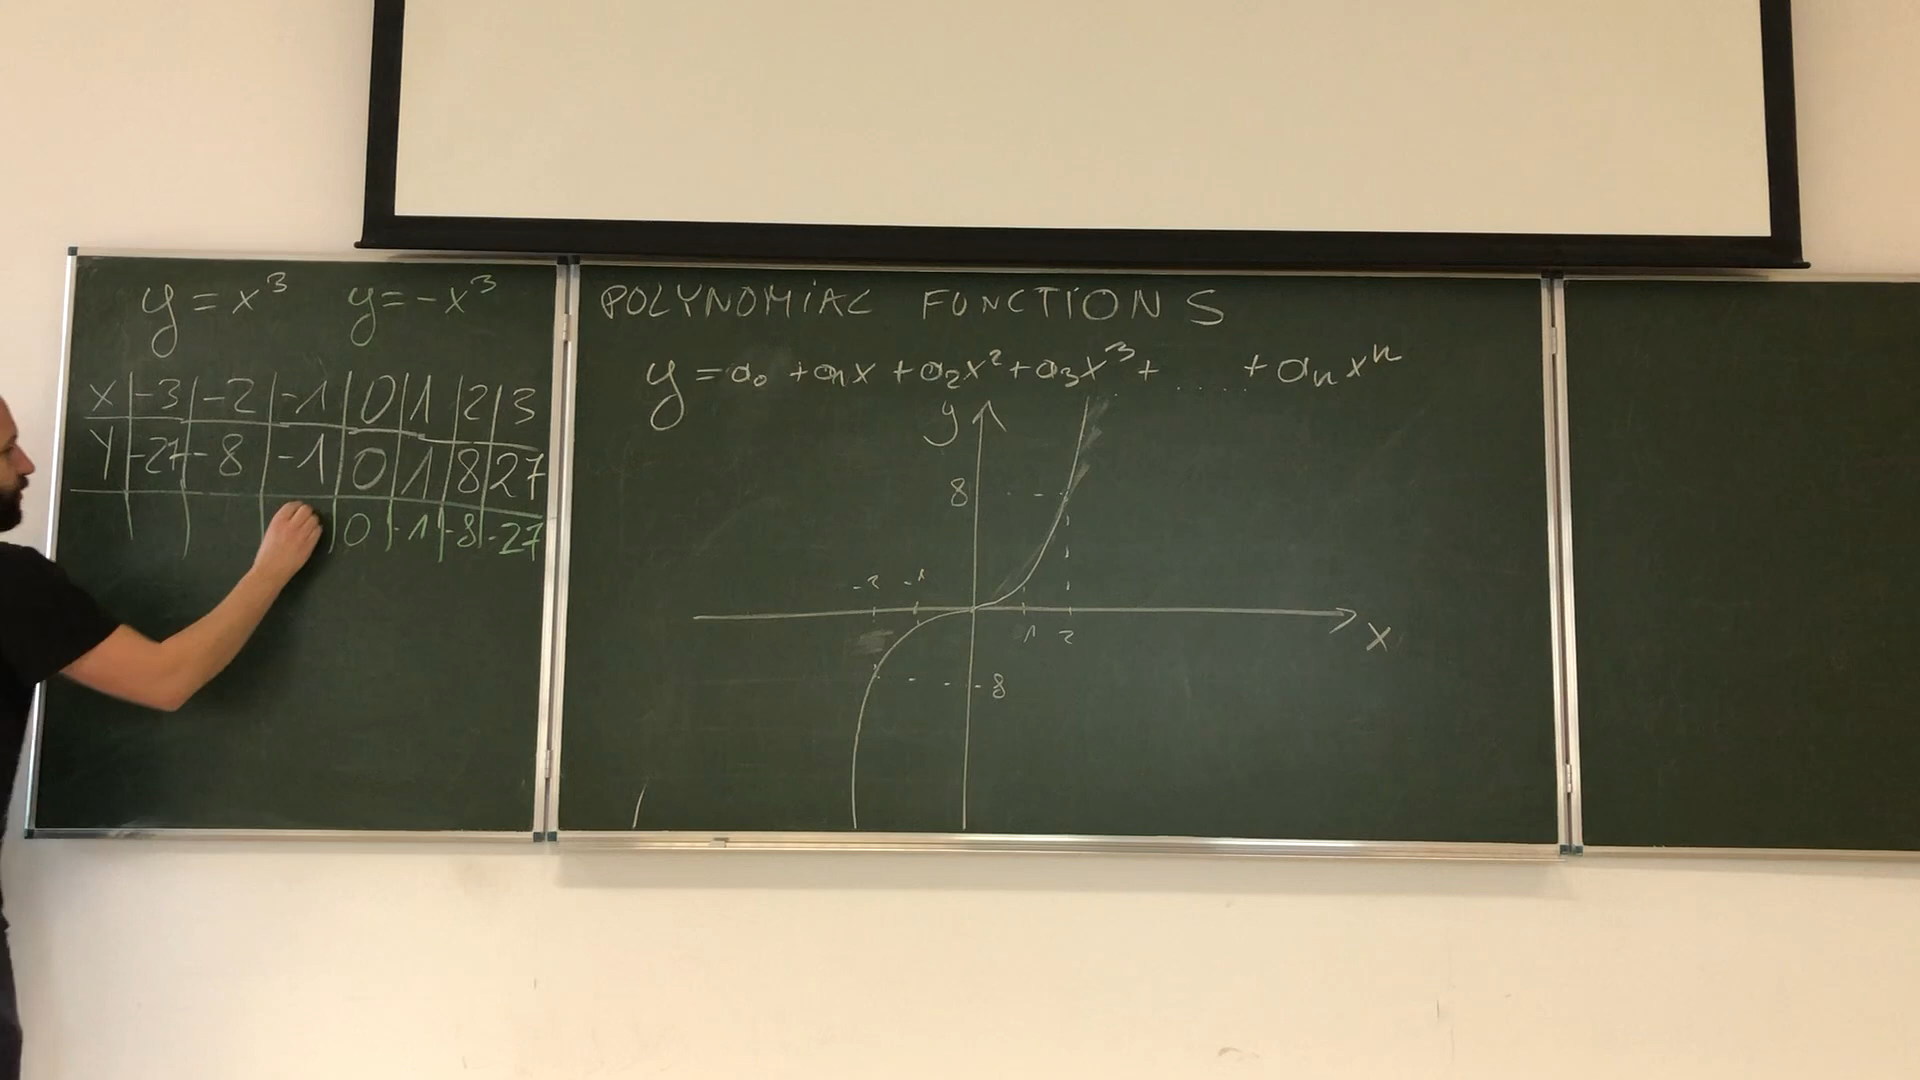 y = x³ y = -x³
X -3 -2 -1 0 1 2 3
Y -27 -8 -1 0 1 8 27
0 -1 -8 -27
POLYNOMIAL FUNCTIONS
y = a₀ + a₁x + a₂x² + a₃x³ + ...... + aₙxⁿ
y
8
-2 -1
1 2
X
-8